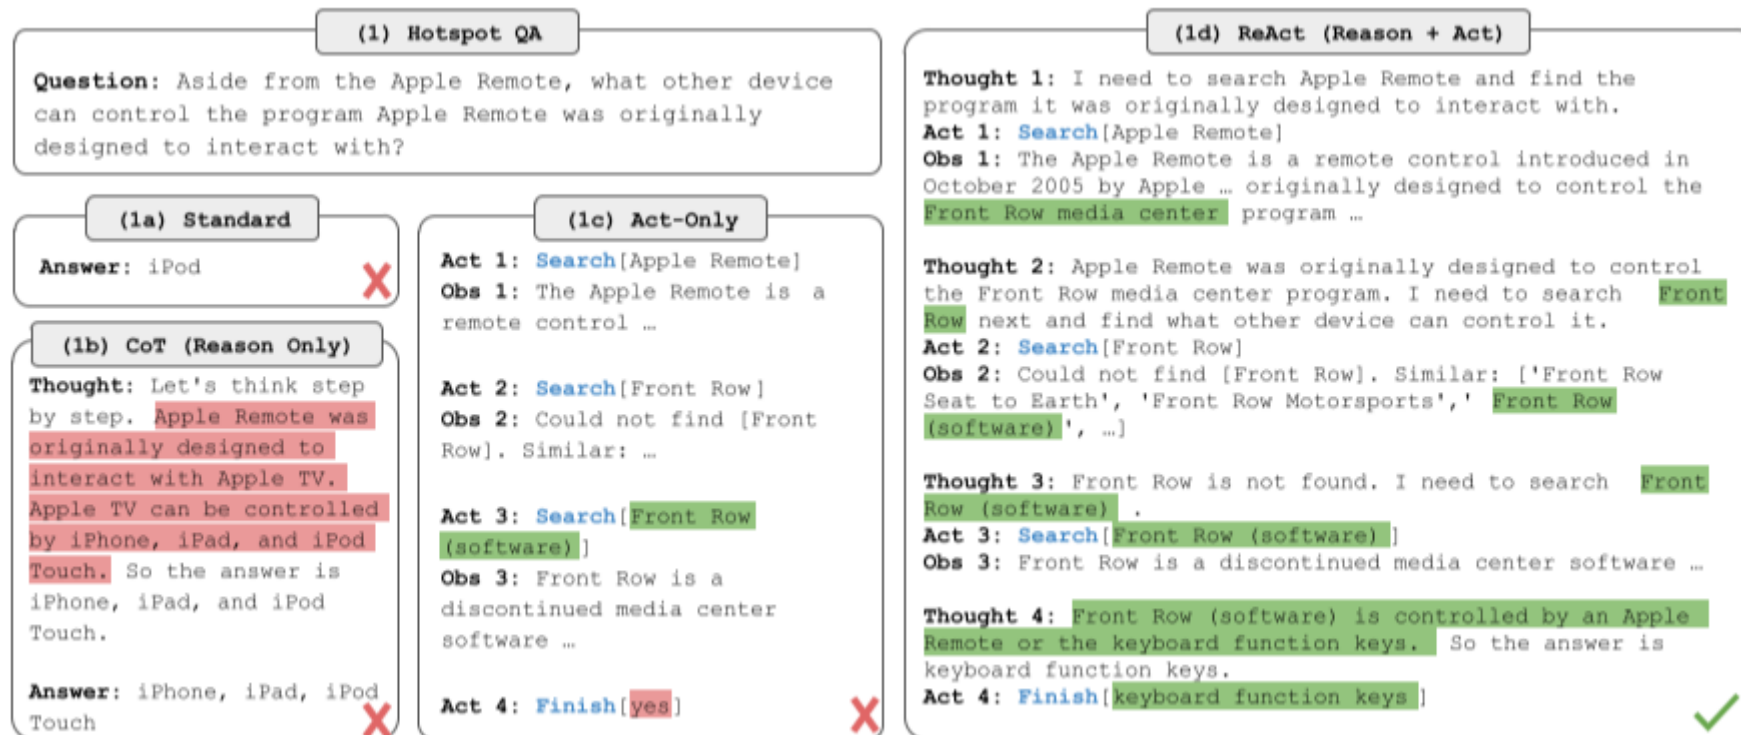 (1) Hotspot QA
Question: Aside from the Apple Remote, what other device
can control the program Apple Remote was originally
designed to interact with?
(1a) Standard
Answer: iPod
(1b) CoT (Reason Only)
Thought: Let's think step
by step. Apple Remote was
originally designed to
interact with Apple TV.
Apple TV can be controlled
by iPhone, iPad, and iPod
Touch. So the answer is
iPhone, iPad, and iPod
Touch.
Answer: iPhone, iPad, iPod
Touch
(1c) Act-Only
Act 1: Search[Apple Remote]
Obs 1: The Apple Remote is a
remote control …
Act 2: Search[Front Row]
Obs 2: Could not find [Front
Row]. Similar: …
Act 3: Search[Front Row
(software)]
Obs 3: Front Row is a
discontinued media center
software …
Act 4: Finish[yes]
(1d) ReAct (Reason + Act)
Thought 1: I need to search Apple Remote and find the
program it was originally designed to interact with.
Act 1: Search[Apple Remote]
Obs 1: The Apple Remote is a remote control introduced in
October 2005 by Apple … originally designed to control the
Front Row media center program …
Thought 2: Apple Remote was originally designed to control
the Front Row media center program. I need to search Front
Row next and find what other device can control it.
Act 2: Search[Front Row]
Obs 2: Could not find [Front Row]. Similar: ['Front Row
Seat to Earth', 'Front Row Motorsports',' Front Row
(software)', …]
Thought 3: Front Row is not found. I need to search Front
Row (software) .
Act 3: Search[Front Row (software) ]
Obs 3: Front Row is a discontinued media center software …
Thought 4: Front Row (software) is controlled by an Apple
Remote or the keyboard function keys. So the answer is
keyboard function keys.
Act 4: Finish[keyboard function keys ]